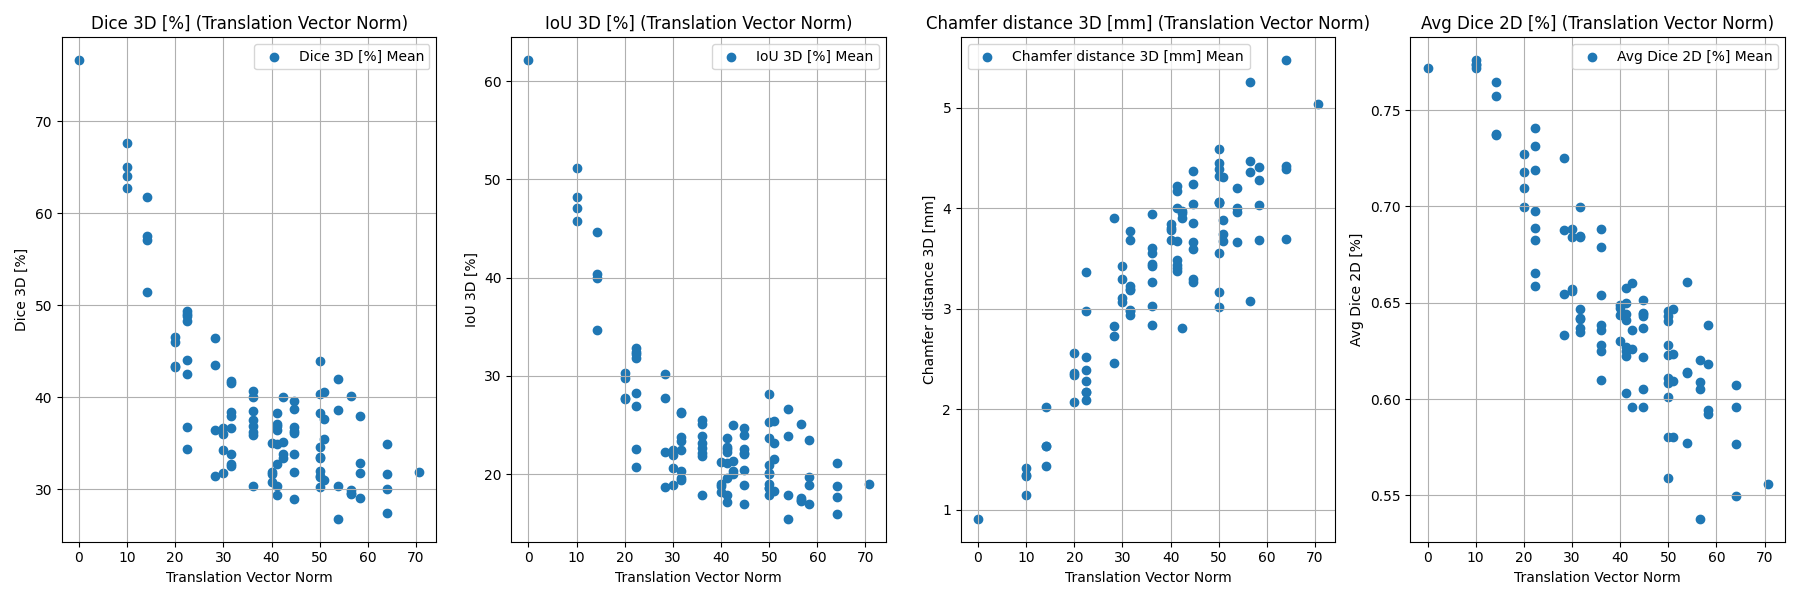 Dice 3D [%] (Translation Vector Norm)
Dice 3D [%] Mean
Dice 3D [%]
70
60
50
40
30
0 10 20 30 40 50 60 70
Translation Vector Norm
IoU 3D [%] (Translation Vector Norm)
IoU 3D [%] Mean
IoU 3D [%]
60
50
40
30
20
0 10 20 30 40 50 60 70
Translation Vector Norm
Chamfer distance 3D [mm] (Translation Vector Norm)
Chamfer distance 3D [mm] Mean
Chamfer distance 3D [mm]
5
4
3
2
1
0 10 20 30 40 50 60 70
Translation Vector Norm
Avg Dice 2D [%] (Translation Vector Norm)
Avg Dice 2D [%] Mean
Avg Dice 2D [%]
0.75
0.70
0.65
0.60
0.55
0 10 20 30 40 50 60 70
Translation Vector Norm